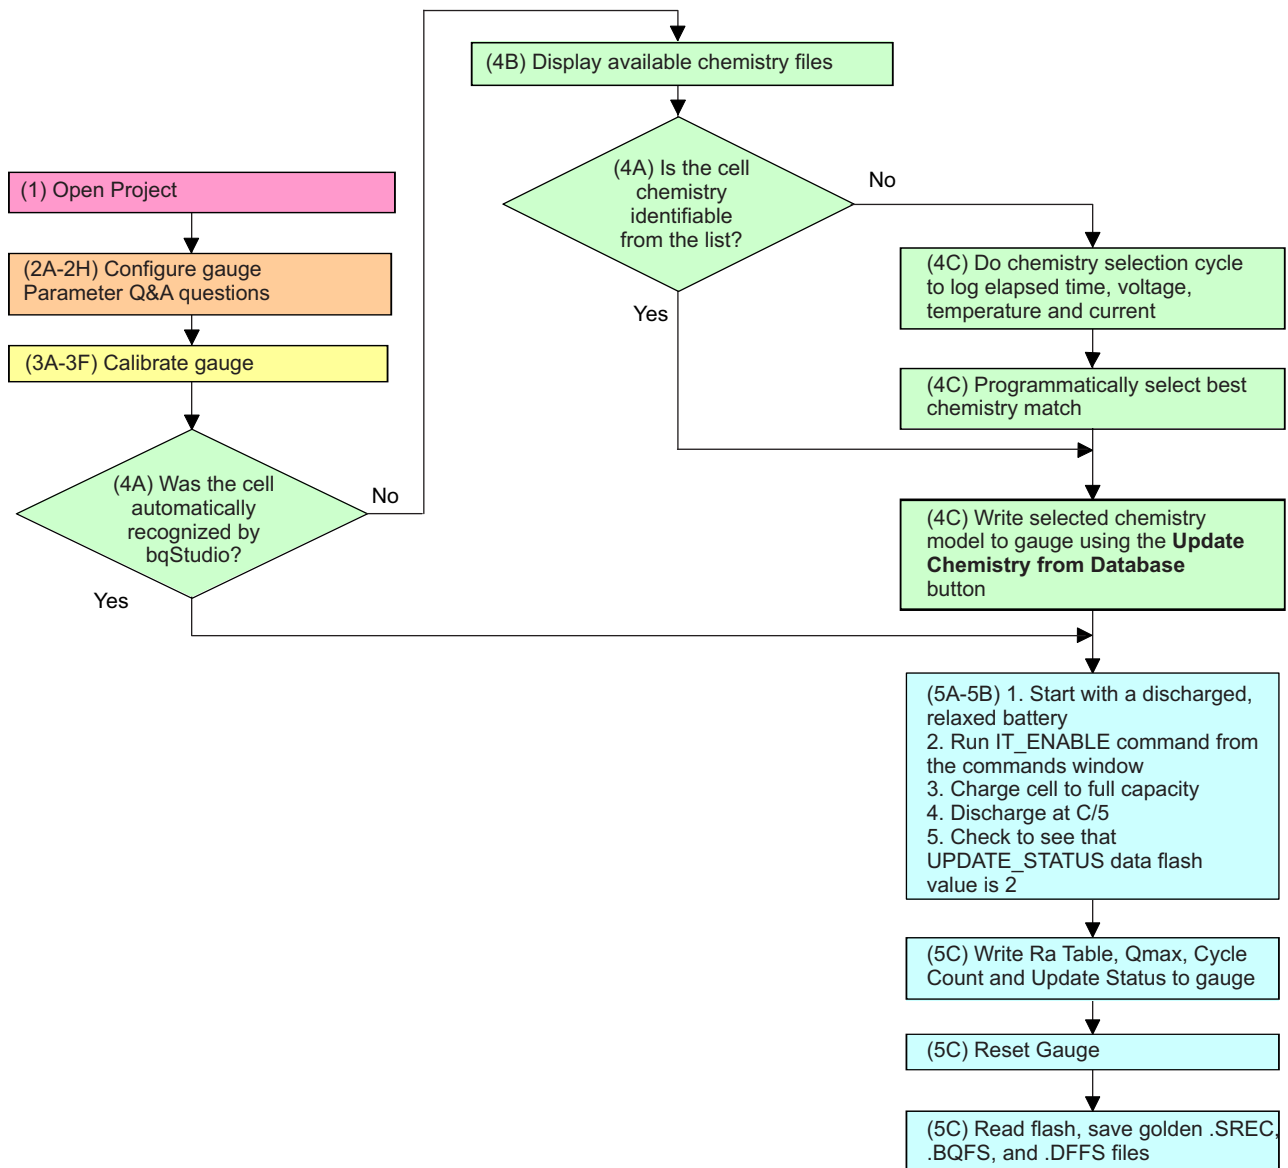 (1) Open Project
(2A-2H) Configure gauge
Parameter Q&A questions
(3A-3F) Calibrate gauge
(4A) Was the cell
automatically
recognized by
bqStudio?
No
Yes
(4B) Display available chemistry files
(4A) Is the cell
chemistry
identifiable
from the list?
No
Yes
(4C) Do chemistry selection cycle
to log elapsed time, voltage,
temperature and current
(4C) Programmatically select best
chemistry match
(4C) Write selected chemistry
model to gauge using the Update
Chemistry from Database
button
(5A-5B) 1. Start with a discharged,
relaxed battery
2. Run IT_ENABLE command from
the commands window
3. Charge cell to full capacity
4. Discharge at C/5
5. Check to see that
UPDATE_STATUS data flash
value is 2
(5C) Write Ra Table, Qmax, Cycle
Count and Update Status to gauge
(5C) Reset Gauge
(5C) Read flash, save golden .SREC,
.BQFS, and .DFFS files